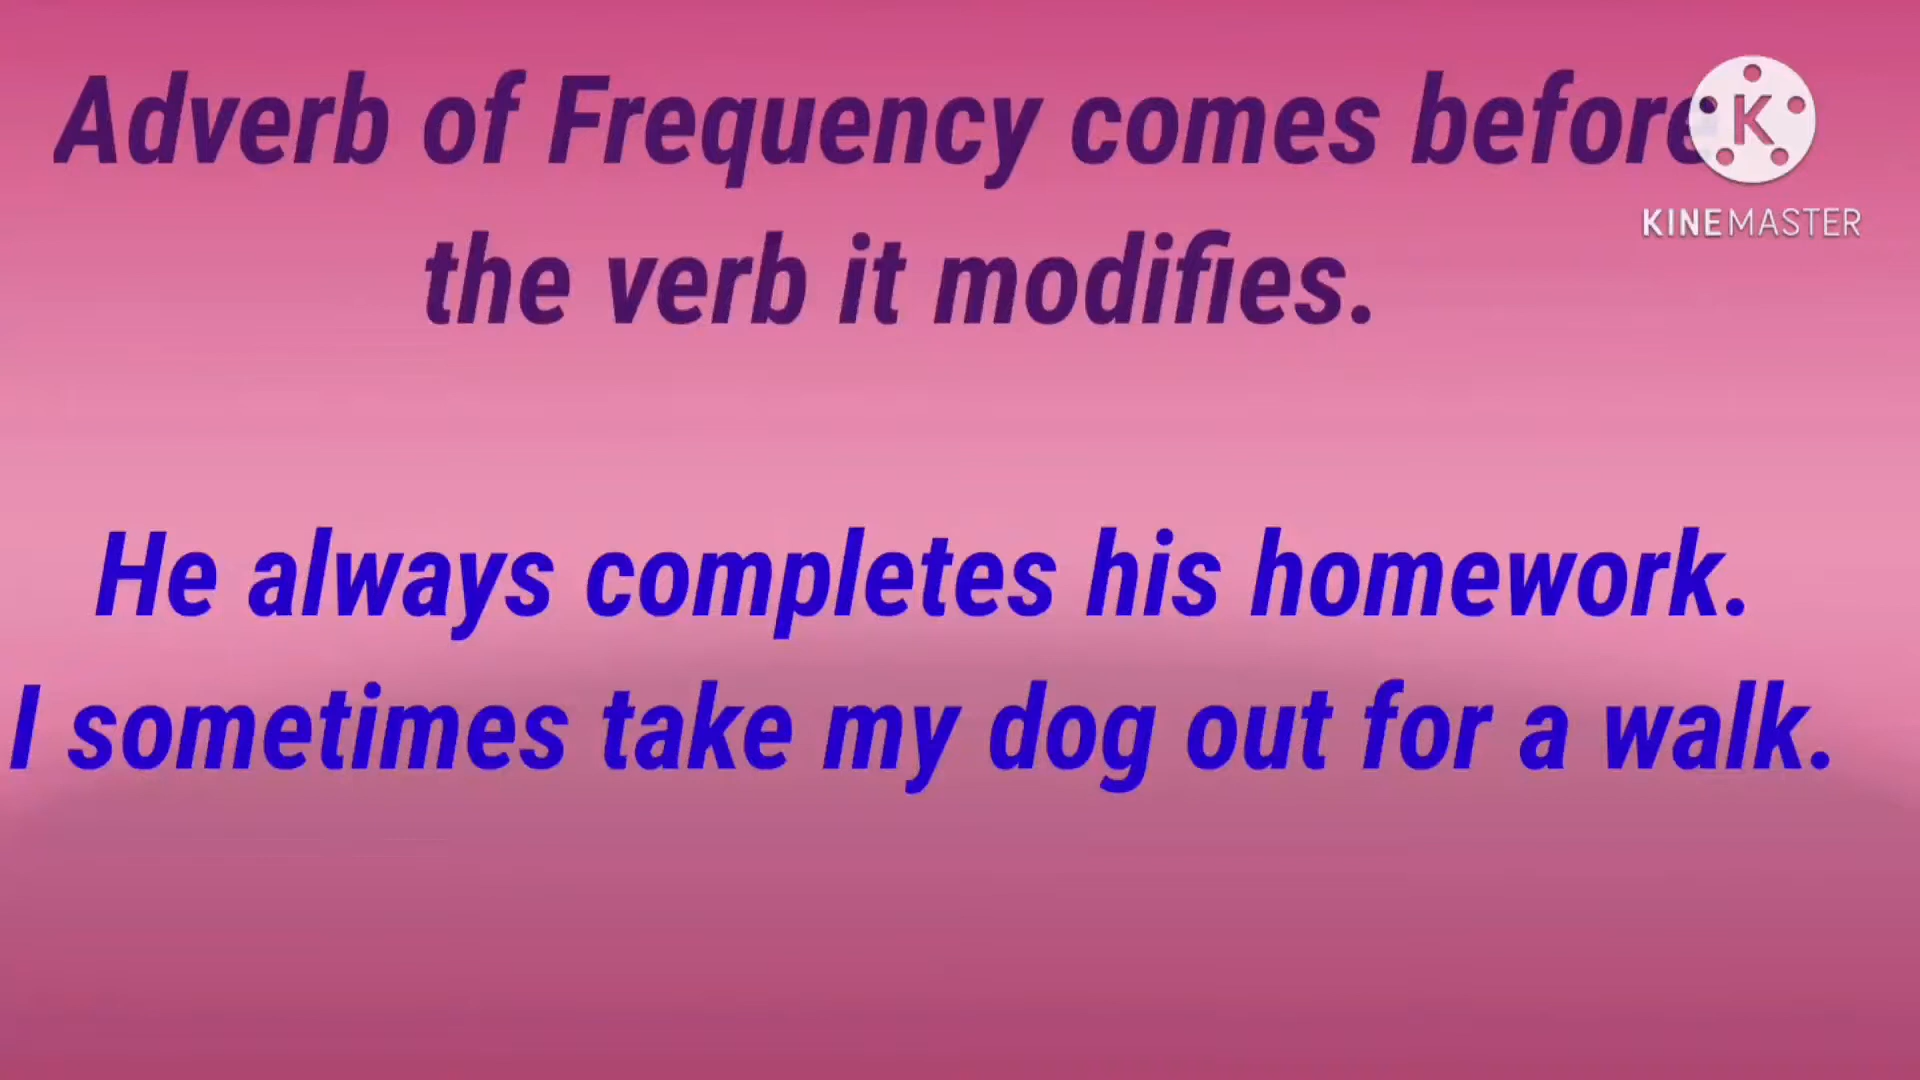 Adverb of Frequency comes before
the verb it modifies.
K
KINEMASTER
He always completes his homework.
I sometimes take my dog out for a walk.